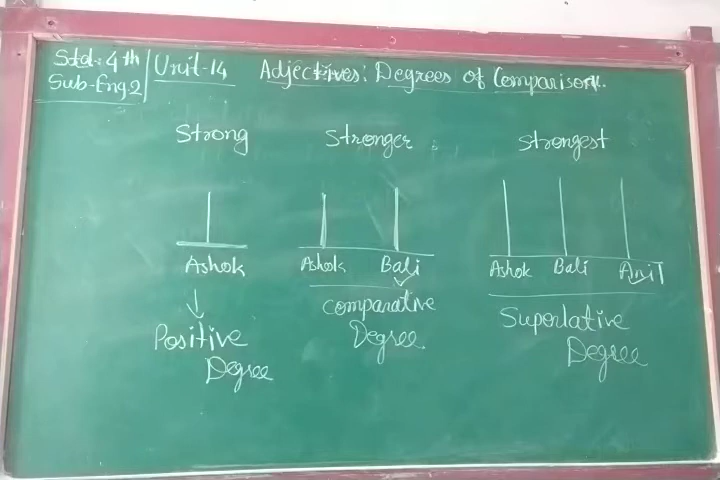 Std:4th Unit-14 Adjectives: Degrees of Comparison.
Sub-Eng.2
Strong Stronger Strongest
Ashok Ashok Bali Ashok Bali Anil
Positive Degree
Comparative Degree.
Superlative Degree